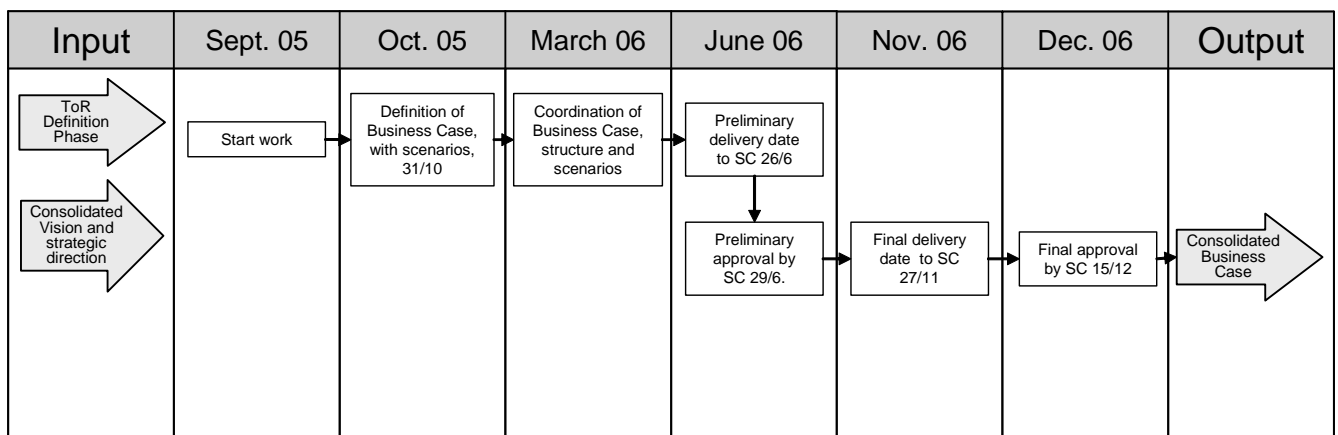 Input
Sept. 05
Oct. 05
March 06
June 06
Nov. 06
Dec. 06
Output
ToR
Definition
Phase
Start work
Definition of
Business Case,
with scenarios,
31/10
Coordination of
Business Case,
structure and
scenarios
Preliminary
delivery date
to SC 26/6
Consolidated
Vision and
strategic
direction
Preliminary
approval by
SC 29/6.
Final delivery
date to SC
27/11
Final approval
by SC 15/12
Consolidated
Business
Case